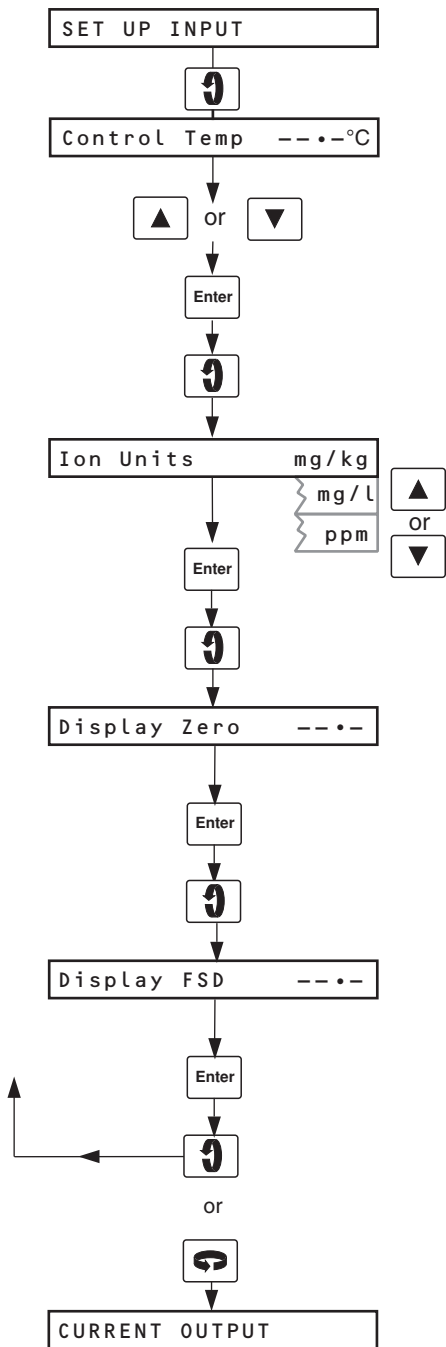 SET UP INPUT
Control Temp --•-°C
or
Enter
Ion Units mg/kg
mg/l
or
ppm
Enter
Display Zero --•-
Enter
Display FSD --•-
Enter
or
CURRENT OUTPUT